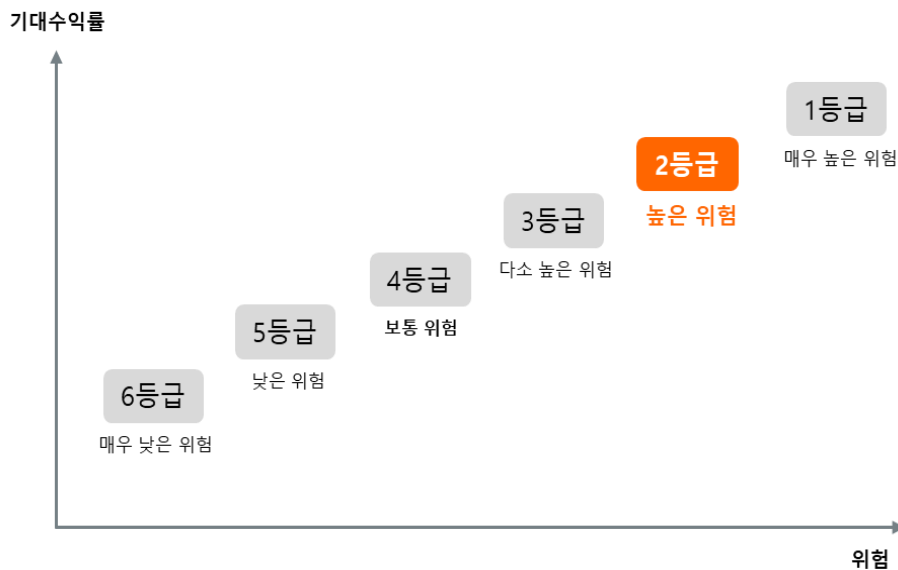 기대수익률
1등급
매우 높은 위험
2등급
높은 위험
3등급
다소 높은 위험
4등급
보통 위험
5등급
낮은 위험
6등급
매우 낮은 위험
위험